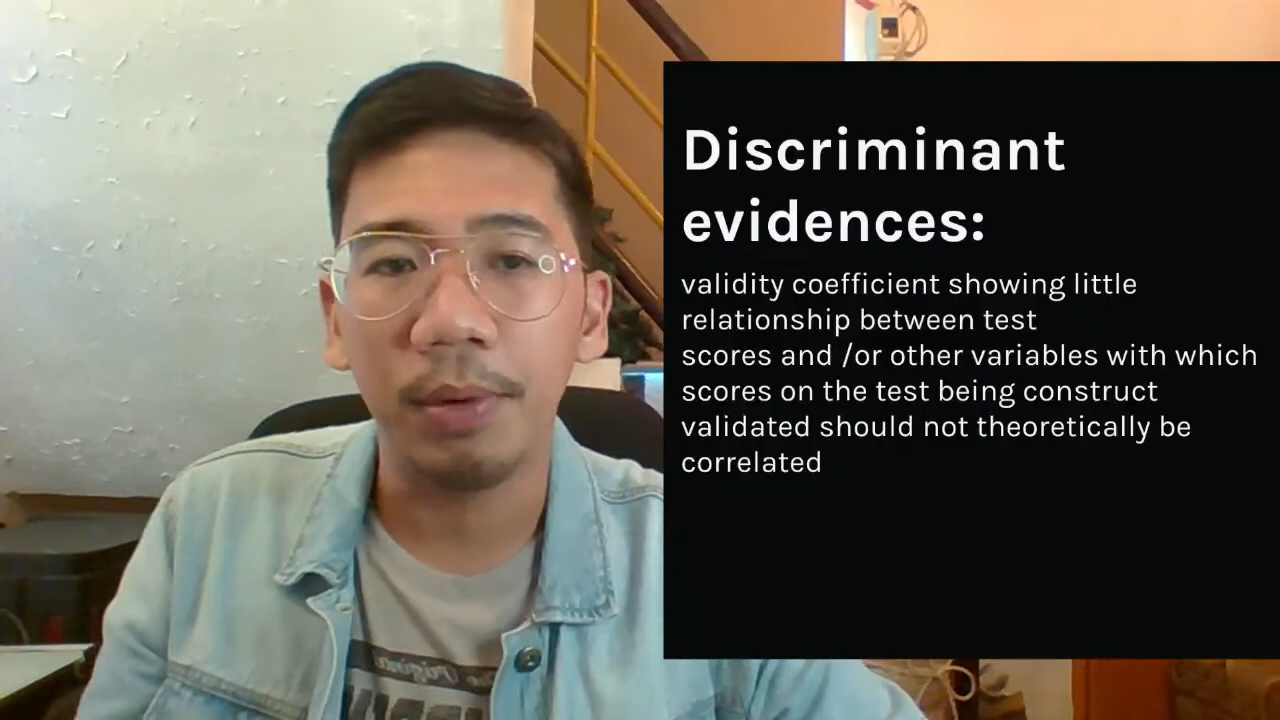 Discriminant
evidences:
validity coefficient showing little
relationship between test
scores and /or other variables with which
scores on the test being construct
validated should not theoretically be
correlated